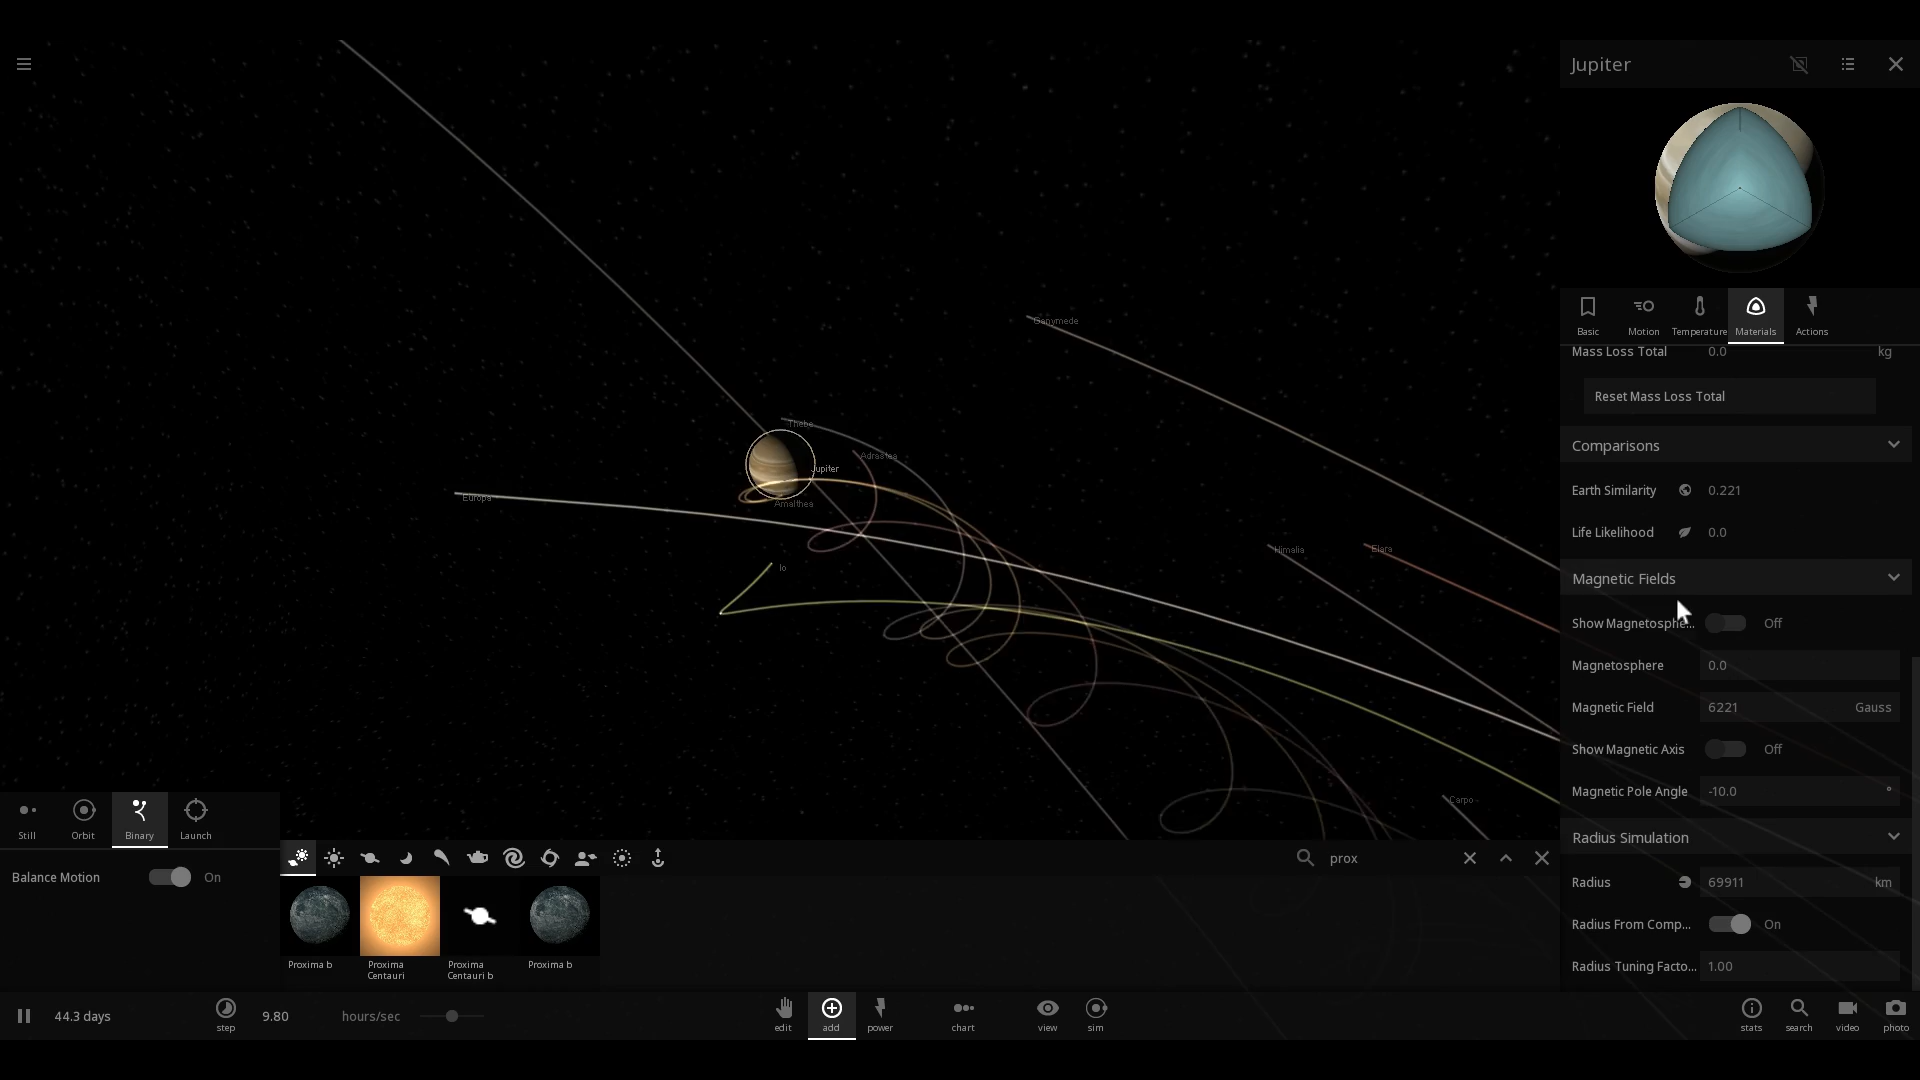 Jupiter
Ganymede
Basic
Motion
Temperature
Materials
Actions
Mass Loss Total 0.0 kg
Reset Mass Loss Total
Thebe
Comparisons
Adrastea
Jupiter
Europa
Amalthea
Earth Similarity 0.221
Life Likelihood 0.0
Himalia
Elara
Io
Magnetic Fields
Show Magnetosphe... Off
Magnetosphere 0.0
Magnetic Field 6221 Gauss
Show Magnetic Axis Off
Magnetic Pole Angle -10.0 °
Carpo
Still
Orbit
Binary
Launch
Radius Simulation
prox
Balance Motion On
Radius 69911 km
Radius From Comp... On
Proxima b
Proxima
Centauri
Proxima
Centauri b
Proxima b
Radius Tuning Facto... 1.00
44.3 days
step
9.80
hours/sec
edit
add
power
chart
view
sim
stats
search
video
photo